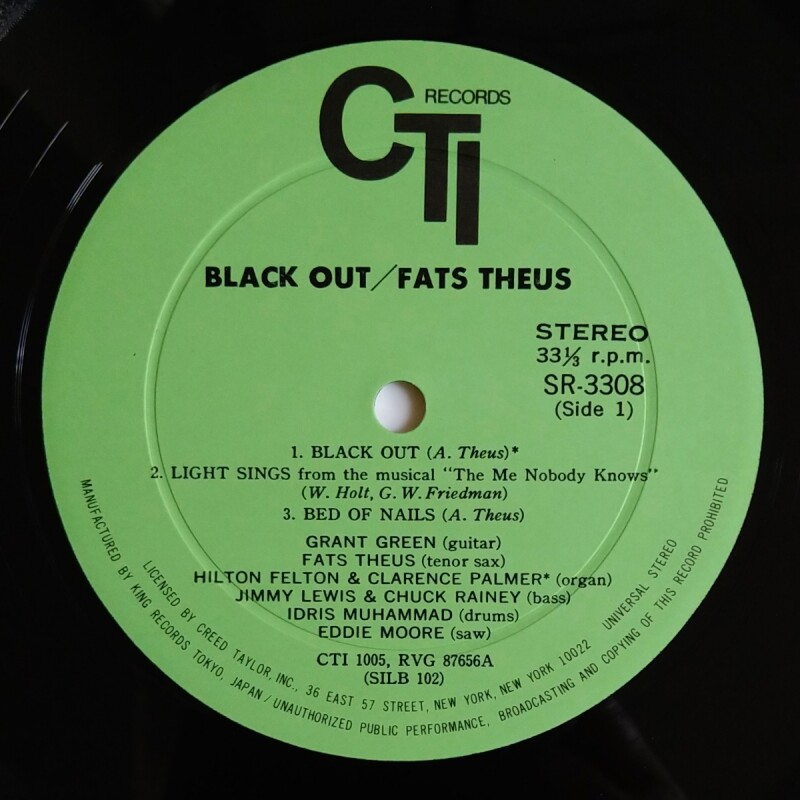 CTI RECORDS
BLACK OUT/FATS THEUS
STEREO
33⅓ r.p.m.
SR-3308
(Side 1)
1. BLACK OUT (A. Theus)*
2. LIGHT SINGS from the musical "The Me Nobody Knows"
(W. Holt, G. W. Friedman)
3. BED OF NAILS (A. Theus)
GRANT GREEN (guitar)
FATS THEUS (tenor sax)
HILTON FELTON & CLARENCE PALMER* (organ)
JIMMY LEWIS & CHUCK RAINEY (bass)
IDRIS MUHAMMAD (drums)
EDDIE MOORE (saw)
CTI 1005, RVG 87656A
(SILB 102)
LICENSED BY CREED TAYLOR, INC., 36 EAST 57 STREET, NEW YORK, NEW YORK 10022 UNIVERSAL STEREO
MANUFACTURED BY KING RECORDS TOKYO, JAPAN/UNAUTHORIZED PUBLIC PERFORMANCE, BROADCASTING AND COPYING OF THIS RECORD PROHIBITED